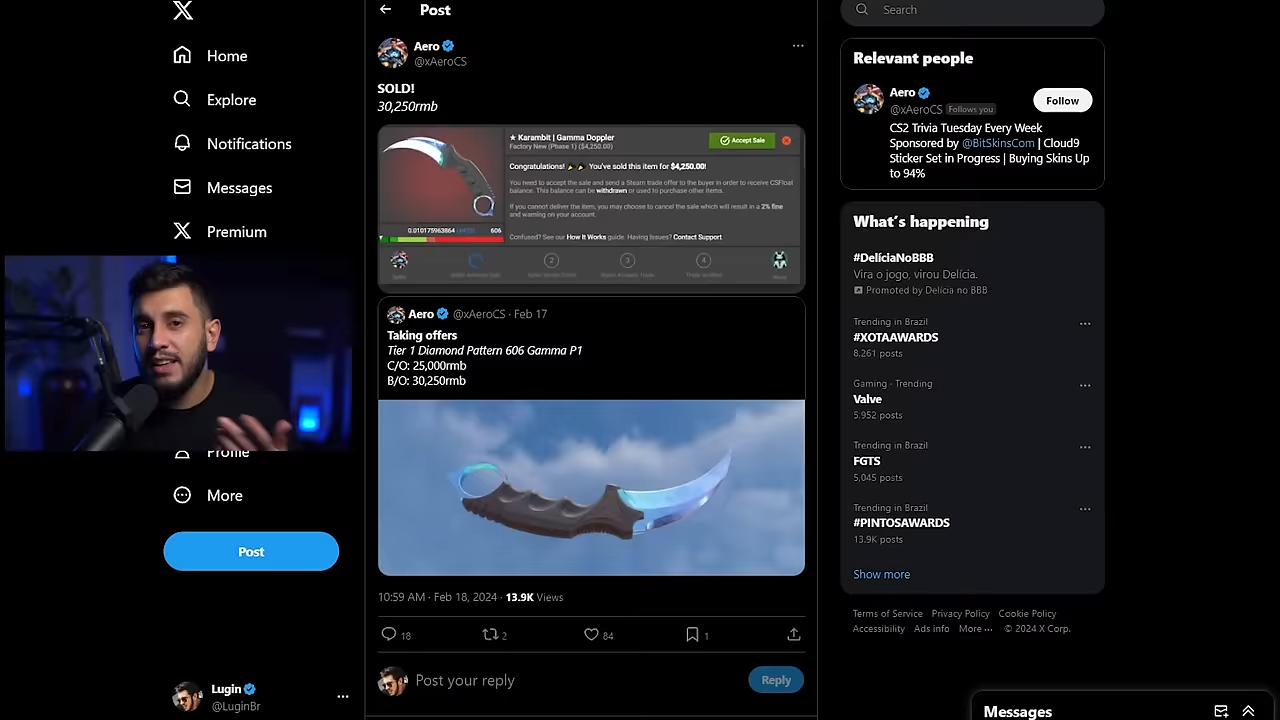 Home
Explore
Notifications
Messages
Premium
Profile
More
Post
Lugin
@LuginBr
Post
Aero
@xAeroCS
SOLD!
30,250rmb
★ Karambit | Gamma Doppler
Factory New (Phase 1) ($4,250.00)
Accept Sale
Congratulations! You've sold this item for $4,250.00!
You need to accept the sale and send a Steam trade offer to the buyer in order to receive CSFloat
balance. This balance can be withdrawn or used to purchase other items.
If you cannot deliver the item, you may choose to cancel the sale which will result in a 2% fine
and warning on your account.
0.010175963864
606
Confused? See our How It Works guide. Having Issues? Contact Support
2
3
4
Aero @xAeroCS · Feb 17
Taking offers
Tier 1 Diamond Pattern 606 Gamma P1
C/O: 25,000rmb
B/O: 30,250rmb
10:59 AM · Feb 18, 2024 · 13.9K Views
18
2
84
1
Post your reply
Reply
Search
Relevant people
Aero
@xAeroCS Follows you
Follow
CS2 Trivia Tuesday Every Week
Sponsored by @BitSkinsCom | Cloud9
Sticker Set in Progress | Buying Skins Up
to 94%
What's happening
#DelíciaNoBBB
Vira o jogo, virou Delícia.
Promoted by Delícia no BBB
Trending in Brazil
#XOTAAWARDS
8,261 posts
Gaming · Trending
Valve
5,952 posts
Trending in Brazil
FGTS
5,045 posts
Trending in Brazil
#PINTOSAWARDS
13.9K posts
Show more
Terms of Service Privacy Policy Cookie Policy
Accessibility Ads info More ··· © 2024 X Corp.
Messages